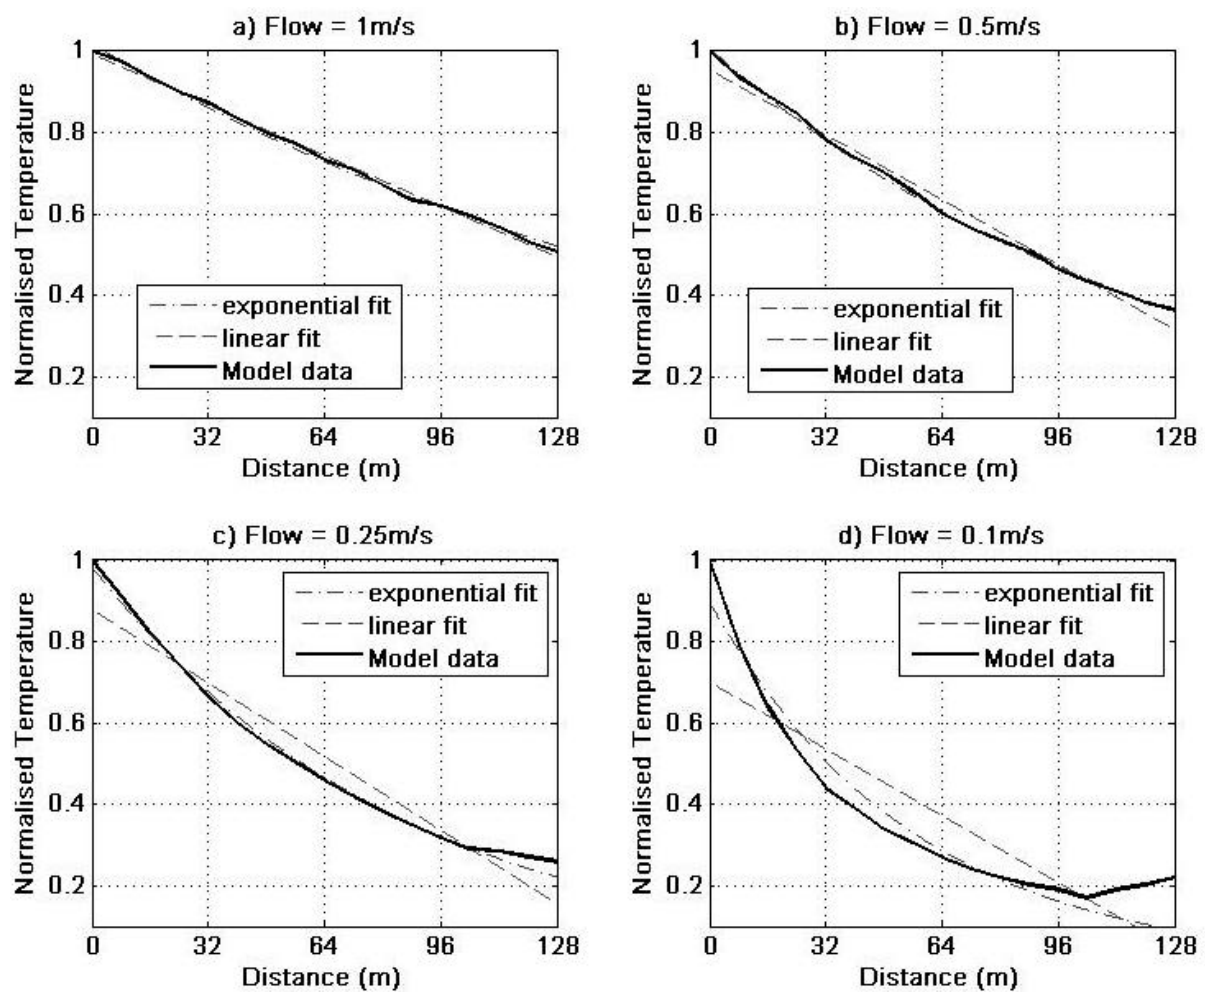 a) Flow = 1m/s
Normalised Temperature
1
0.8
0.6
0.4
0.2
exponential fit
linear fit
Model data
0 32 64 96 128
Distance (m)
b) Flow = 0.5m/s
Normalised Temperature
1
0.8
0.6
0.4
0.2
exponential fit
linear fit
Model data
0 32 64 96 128
Distance (m)
c) Flow = 0.25m/s
Normalised Temperature
1
0.8
0.6
0.4
0.2
exponential fit
linear fit
Model data
0 32 64 96 128
Distance (m)
d) Flow = 0.1m/s
Normalised Temperature
1
0.8
0.6
0.4
0.2
exponential fit
linear fit
Model data
0 32 64 96 128
Distance (m)